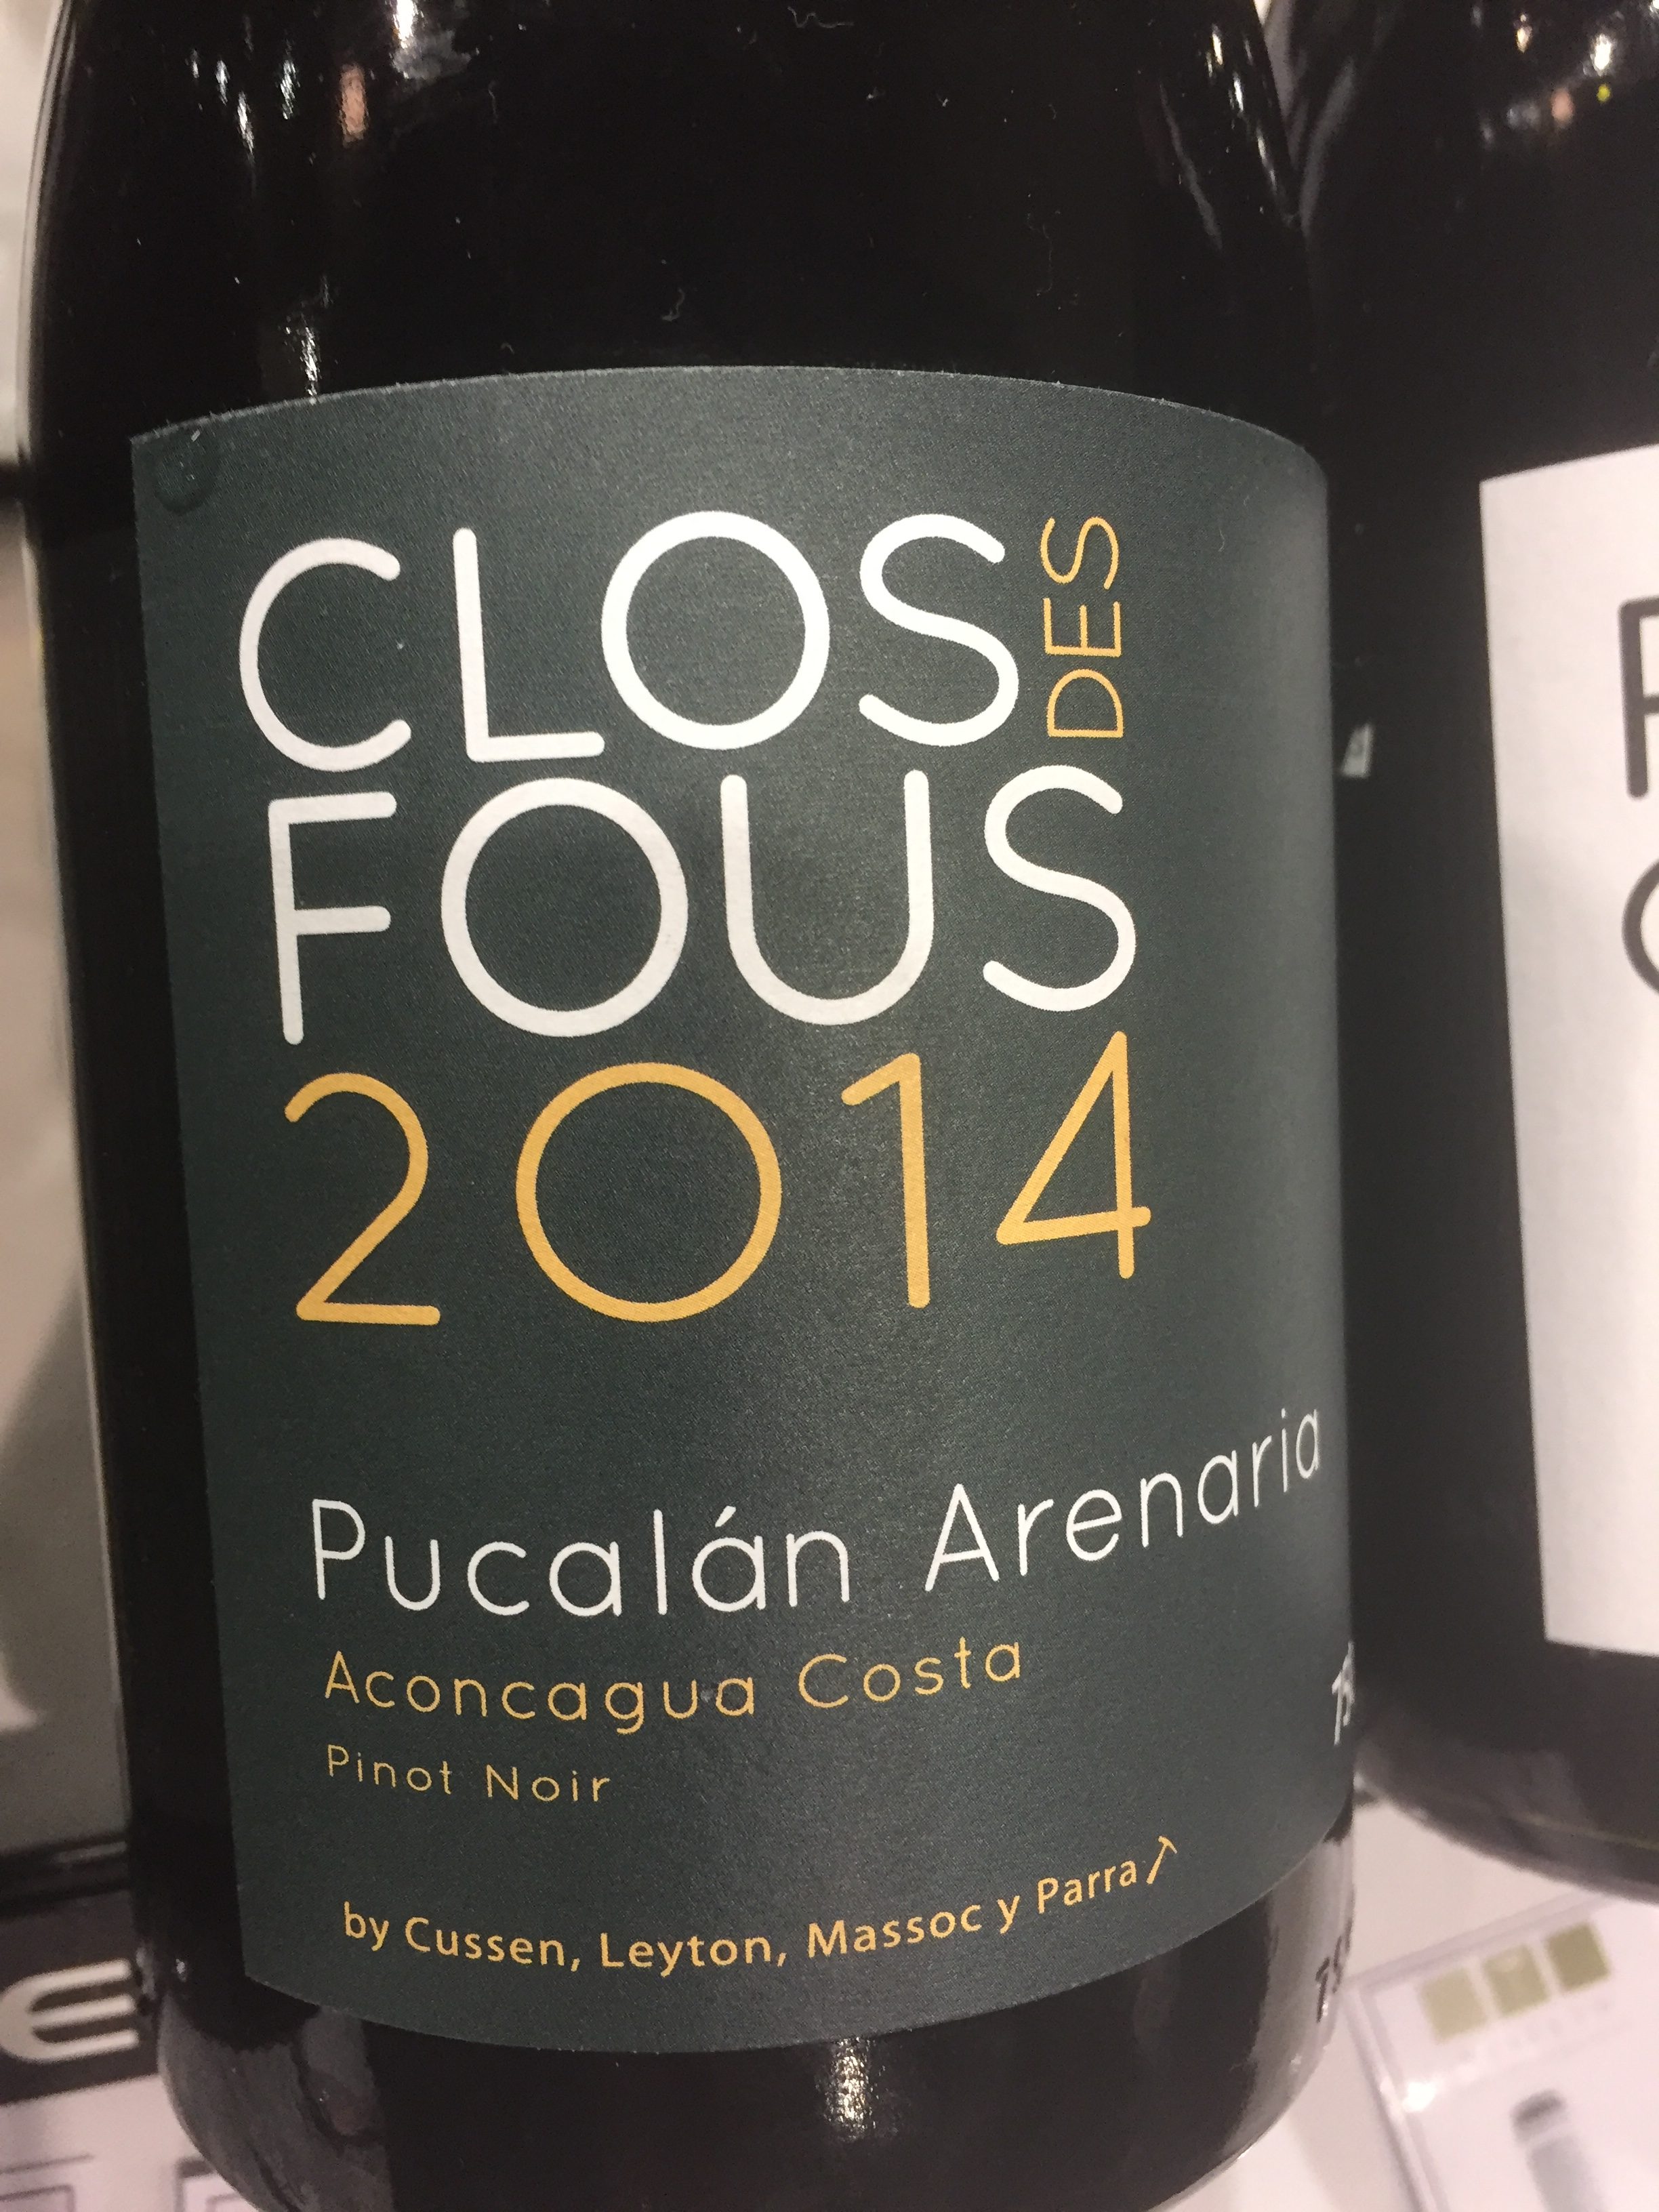 CLOS DES
FOUS
2014
Pucalán Arenaria
Aconcagua Costa
Pinot Noir
by Cussen, Leyton, Massoc y Parra